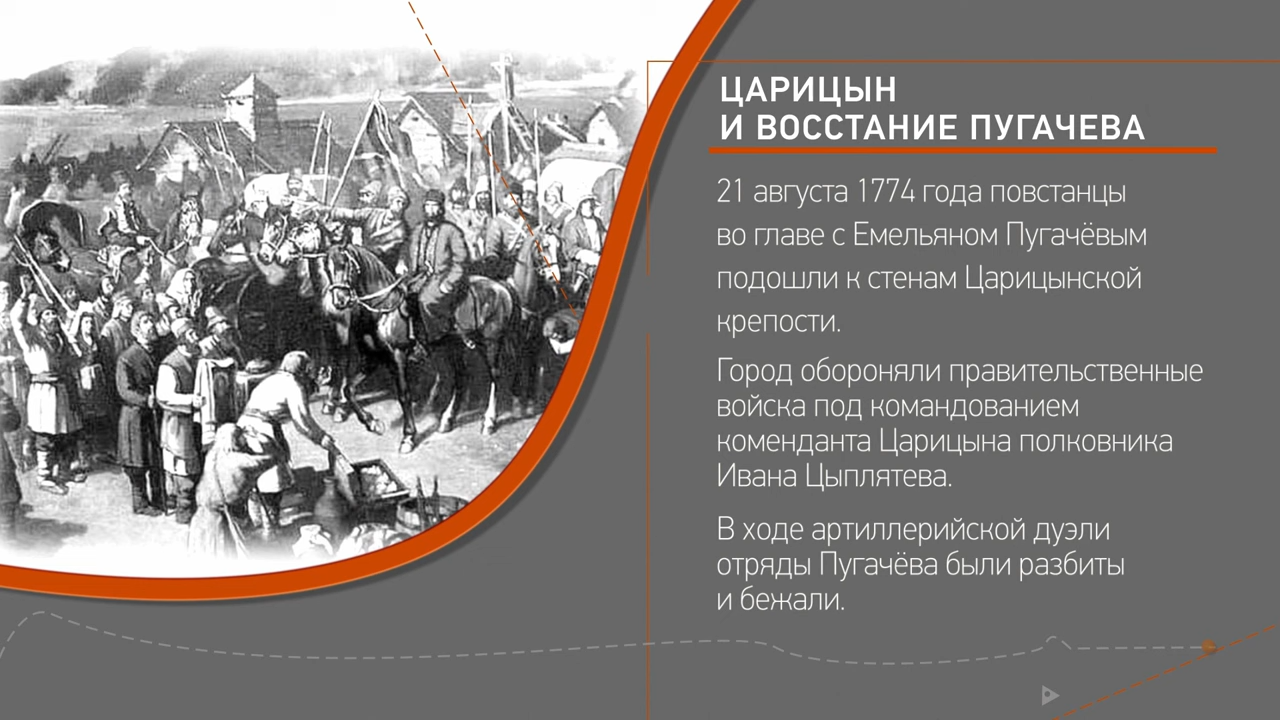 ЦАРИЦЫН
И ВОССТАНИЕ ПУГАЧЕВА
21 августа 1774 года повстанцы
во главе с Емельяном Пугачёвым
подошли к стенам Царицынской
крепости.
Город обороняли правительственные
войска под командованием
коменданта Царицына полковника
Ивана Цыплятева.
В ходе артиллерийской дуэли
отряды Пугачёва были разбиты
и бежали.